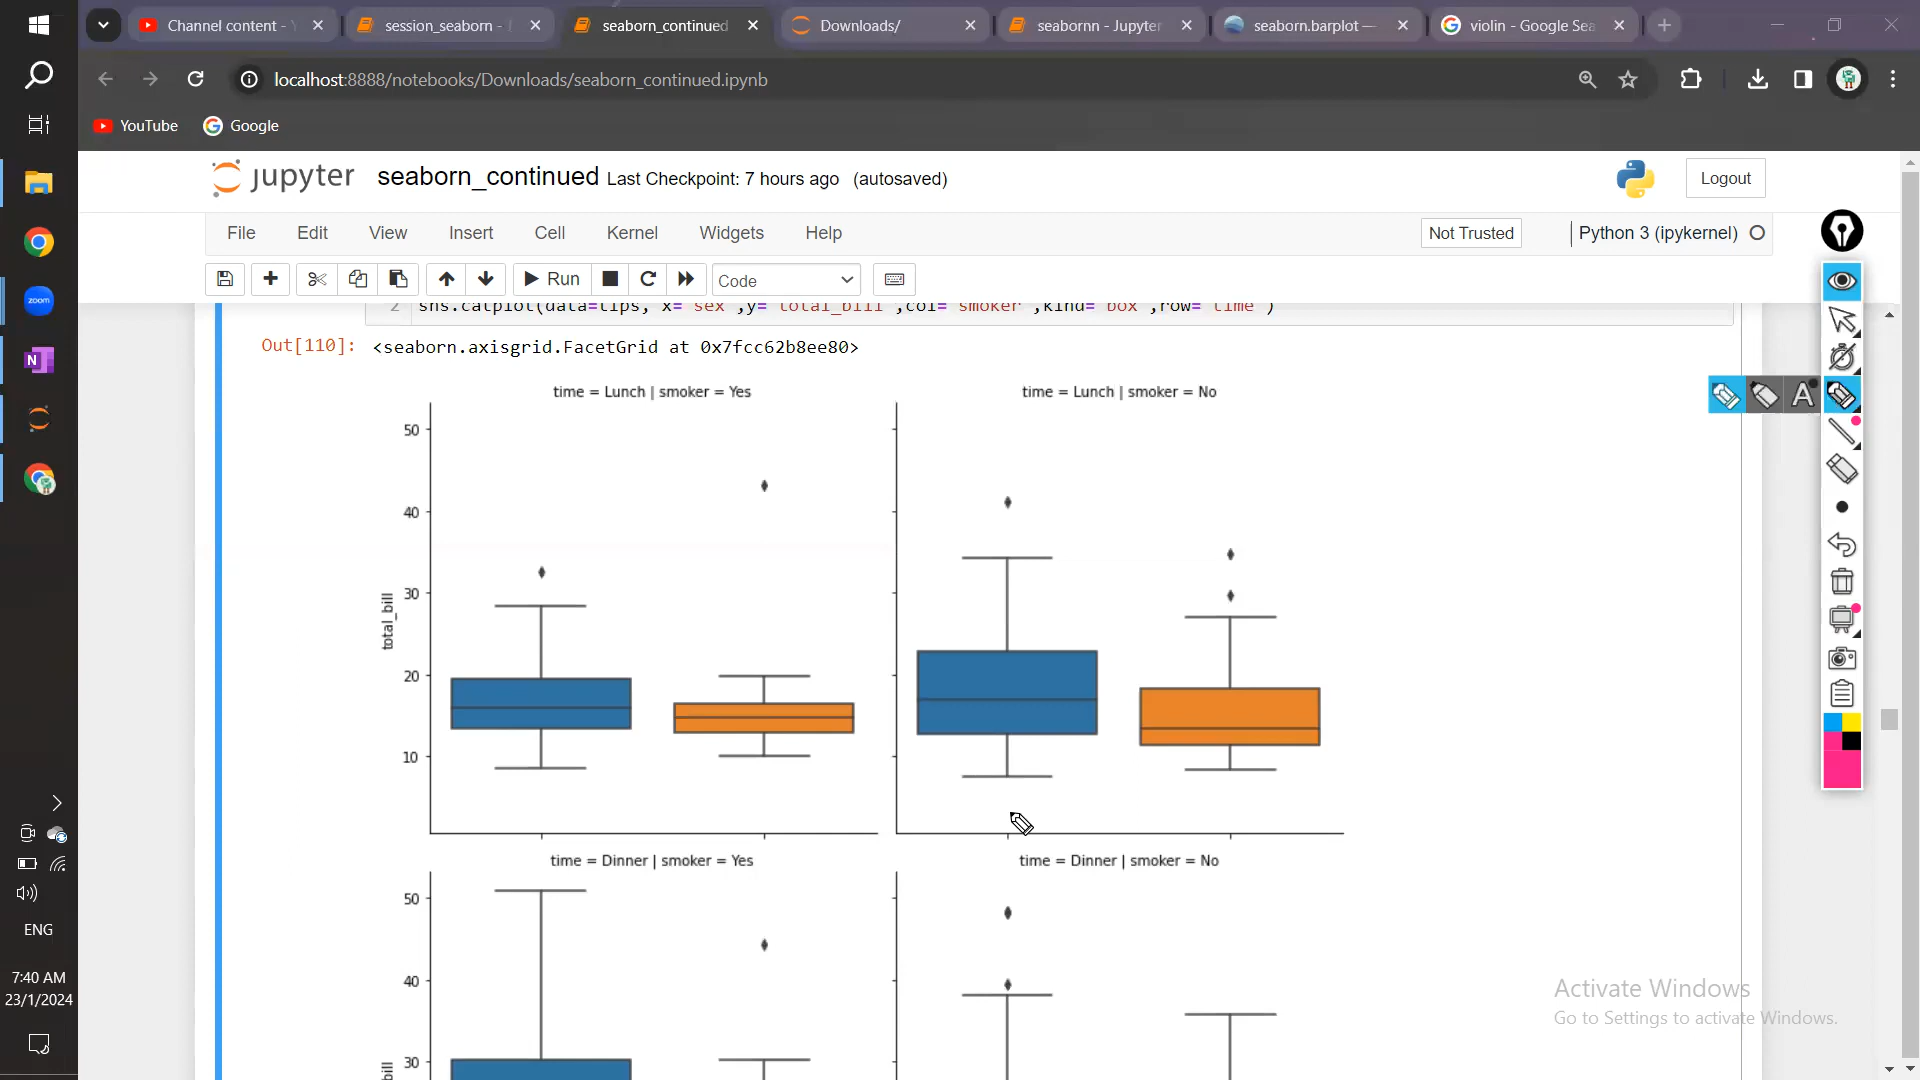 Channel content -
session_seaborn -
seaborn_continued
Downloads/
seabornn - Jupyter
seaborn.barplot —
violin - Google Sea
localhost:8888/notebooks/Downloads/seaborn_continued.ipynb
YouTube
Google
jupyter
seaborn_continued Last Checkpoint: 7 hours ago (autosaved)
Logout
File Edit View Insert Cell Kernel Widgets Help
Not Trusted
Python 3 (ipykernel)
Run
Code
A
zoom
N
2 sns.catplot(data=tips, x='sex',y='total_bill',col='smoker',kind='box',row='time')
Out[110]: <seaborn.axisgrid.FacetGrid at 0x7fcc62b8ee80>
time = Lunch | smoker = Yes
time = Lunch | smoker = No
50
40
30
20
10
total_bill
time = Dinner | smoker = Yes
time = Dinner | smoker = No
50
40
30
bill
ENG
7:40 AM
23/1/2024
Activate Windows
Go to Settings to activate Windows.